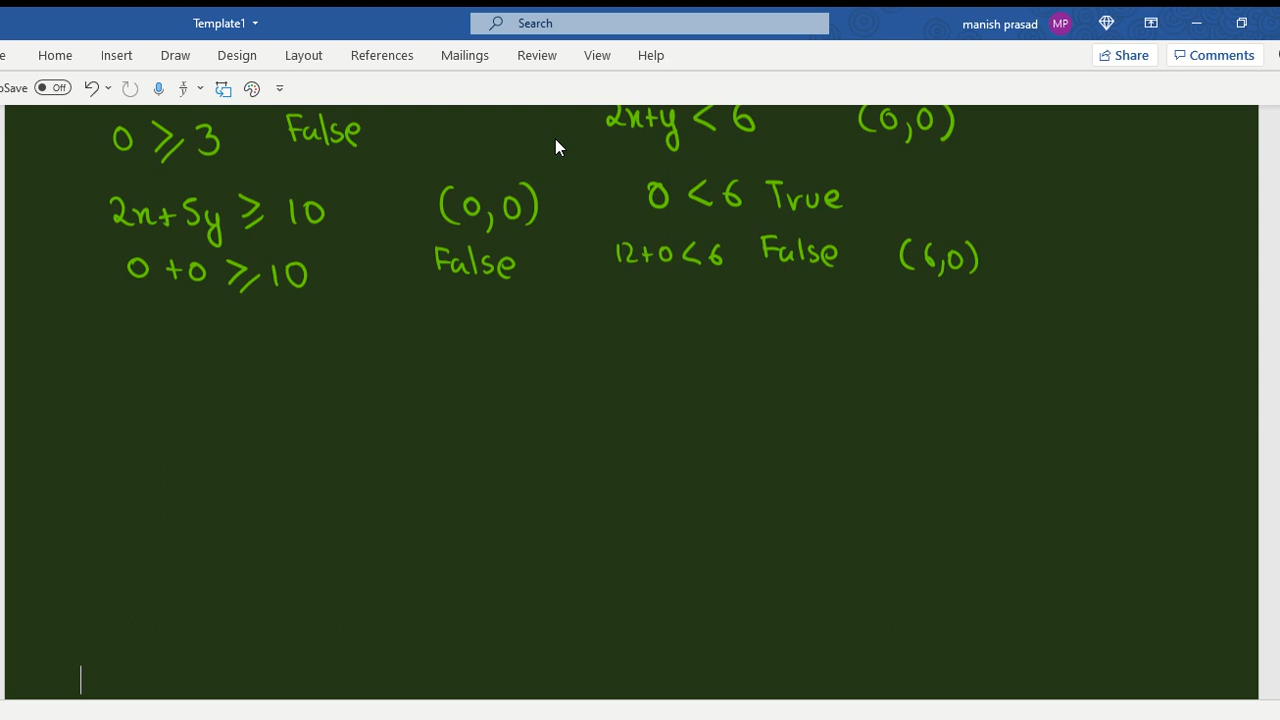 Template1
Search
manish prasad
MP
e Home Insert Draw Design Layout References Mailings Review View Help
Share
Comments
oSave Off
0 ⩾ 3 False
2x+y < 6 (0,0)
2x+5y ⩾ 10 (0,0)
0 < 6 True
0 +0 ⩾ 10 False
12+0 < 6 False (6,0)